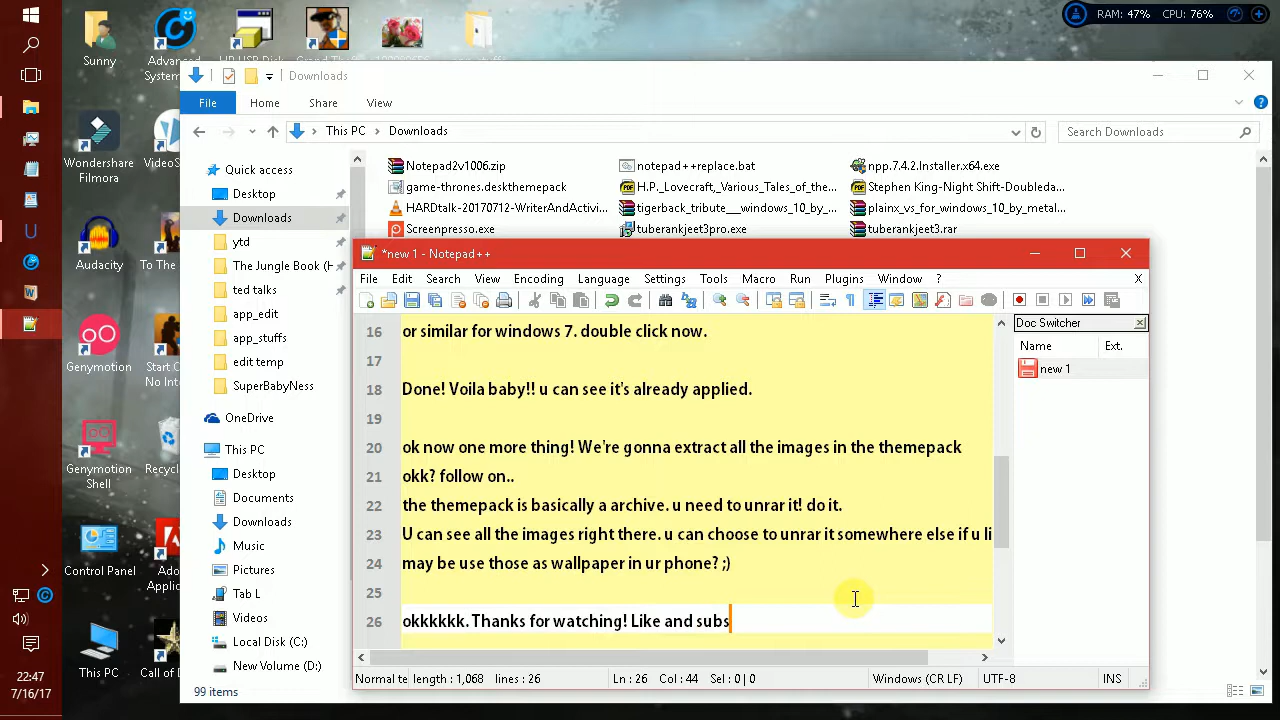 RAM: 47% CPU: 76%
Sunny
Advanced
System
Wondershare
Filmora
Audacity
To The
Genymotion
Start
No In
Genymotion
Shell
Control Panel
This PC
22:47
7/16/17
Downloads
File Home Share View
This PC Downloads
Search Downloads
Quick access
Desktop
Downloads
ytd
The Jungle Book (H
ted talks
app_edit
app_stuffs
edit temp
SuperBabyNess
OneDrive
This PC
Desktop
Documents
Downloads
Music
Pictures
Tab L
Videos
Local Disk (C:)
New Volume (D:)
99 items
Notepad2v1006.zip notepad++replace.bat npp.7.4.2.Installer.x64.exe
game-thrones.deskthemepack H.P._Lovecraft_Various_Tales_of_the... Stephen King-Night Shift-Doubleda...
HARDtalk-20170712-WriterAndActivi... tigerback_tribute___windows_10_by_... plainx_vs_for_windows_10_by_metal...
Screenpresso.exe tuberankjeet3pro.exe tuberankjeet3.rar
*new 1 - Notepad++
File Edit Search View Encoding Language Settings Tools Macro Run Plugins Window ? X
16 or similar for windows 7. double click now.
17
18 Done! Voila baby!! u can see it's already applied.
19
20 ok now one more thing! We're gonna extract all the images in the themepack
21 okk? follow on..
22 the themepack is basically a archive. u need to unrar it! do it.
23 U can see all the images right there. u can choose to unrar it somewhere else if u li
24 may be use those as wallpaper in ur phone? ;)
25
26 okkkkkk. Thanks for watching! Like and subs
Doc Switcher
Name Ext.
new 1
Normal te length : 1,068 lines : 26 Ln : 26 Col : 44 Sel : 0 | 0 Windows (CR LF) UTF-8 INS